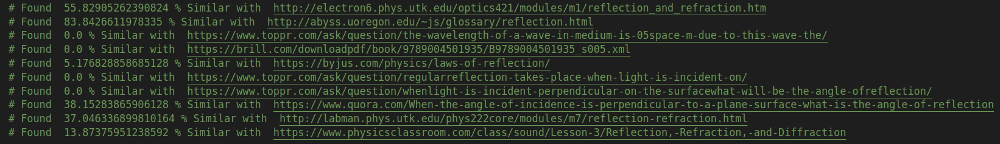 # Found  55.82905262390824 % Similar with  http://electron6.phys.utk.edu/optics421/modules/m1/reflection_and_refraction.htm
# Found  83.8426611978335 % Similar with  http://abyss.uoregon.edu/~js/glossary/reflection.html
# Found  0.0 % Similar with  https://www.toppr.com/ask/question/the-wavelength-of-a-wave-in-medium-is-05space-m-due-to-this-wave-the/
# Found  0.0 % Similar with  https://brill.com/downloadpdf/book/9789004501935/B9789004501935_s005.xml
# Found  5.176828858685128 % Similar with  https://byjus.com/physics/laws-of-reflection/
# Found  0.0 % Similar with  https://www.toppr.com/ask/question/regularreflection-takes-place-when-light-is-incident-on/
# Found  0.0 % Similar with  https://www.toppr.com/ask/question/whenlight-is-incident-perpendicular-on-the-surfacewhat-will-be-the-angle-ofreflection/
# Found  38.15283865906128 % Similar with  https://www.quora.com/When-the-angle-of-incidence-is-perpendicular-to-a-plane-surface-what-is-the-angle-of-reflection
# Found  37.046336899810164 % Similar with  http://labman.phys.utk.edu/phys222core/modules/m7/reflection-refraction.html
# Found  13.87375951238592 % Similar with  https://www.physicsclassroom.com/class/sound/Lesson-3/Reflection,-Refraction,-and-Diffraction